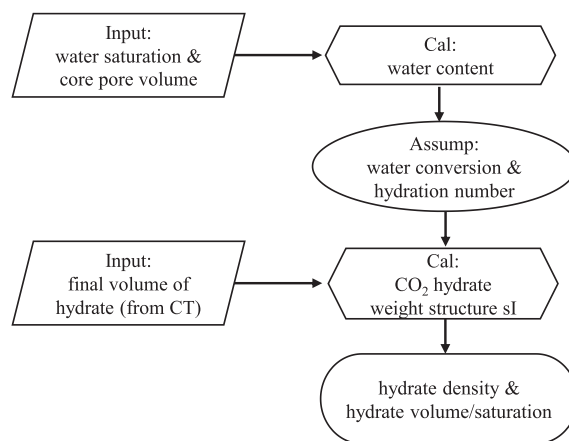 Input:
water saturation &
core pore volume
Cal:
water content
Assump:
water conversion &
hydration number
Input:
final volume of
hydrate (from CT)
Cal:
CO₂ hydrate
weight structure sI
hydrate density &
hydrate volume/saturation